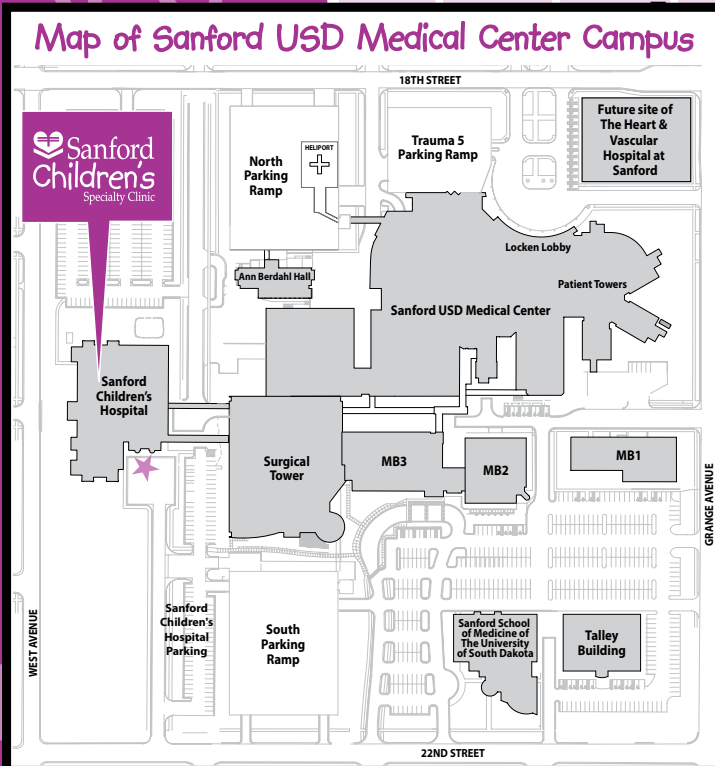 Map of Sanford USD Medical Center Campus
18TH STREET
Sanford
Children's
Specialty Clinic
North
Parking
Ramp
HELIPORT
Trauma 5
Parking Ramp
Future site of
The Heart &
Vascular
Hospital at
Sanford
Locken Lobby
Ann Berdahl Hall
Patient Towers
Sanford USD Medical Center
Sanford
Children's
Hospital
Surgical
Tower
MB3
MB2
MB1
GRANGE AVENUE
WEST AVENUE
Sanford
Children's
Hospital
Parking
South
Parking
Ramp
Sanford School
of Medicine of
The University
of South Dakota
Talley
Building
22ND STREET